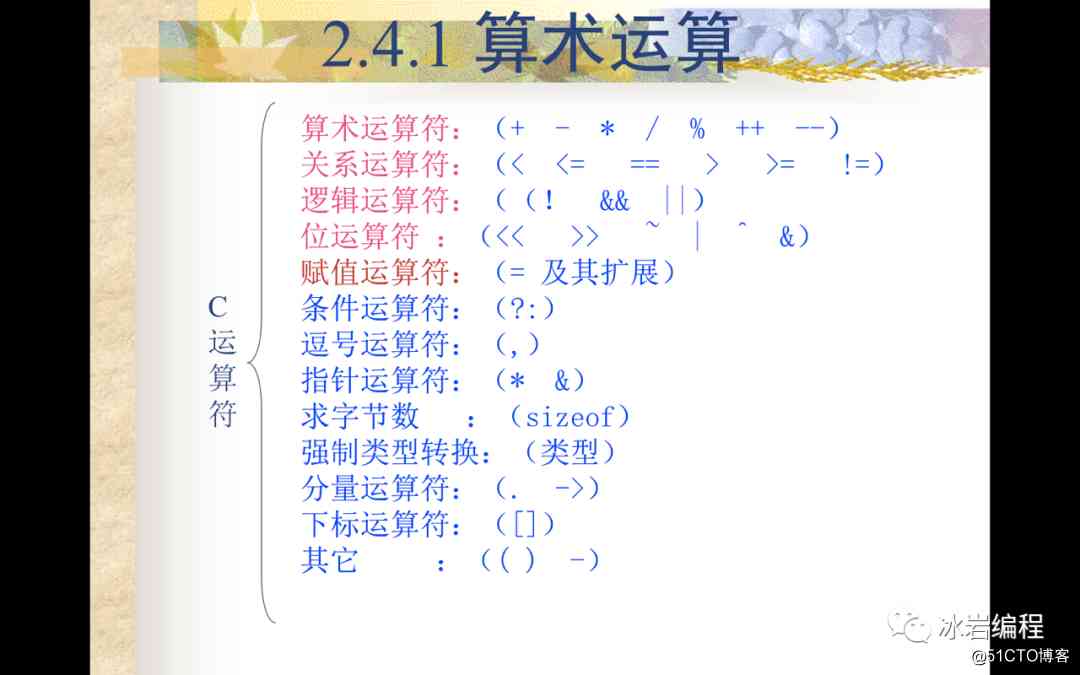 2.4.1 算术运算
C运算符
算术运算符: (+ - * / % ++ --)
关系运算符: (< <= == > >= !=)
逻辑运算符: ( (! && ||)
位运算符 : (<< >> ~ | ^ &)
赋值运算符: (= 及其扩展)
条件运算符: (?:)
逗号运算符: (,)
指针运算符: (* &)
求字节数 : (sizeof)
强制类型转换: (类型)
分量运算符: (. ->)
下标运算符: ([])
其它 : (( ) -)
冰岩编程
@51CTO博客